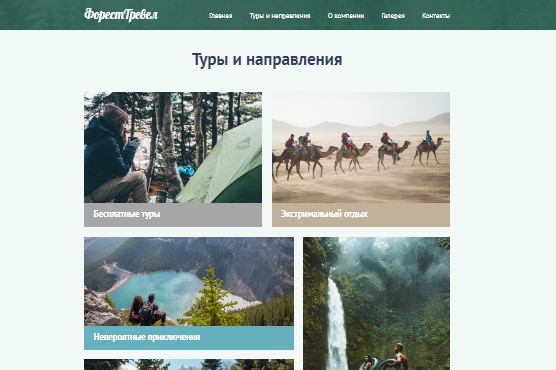 ФорестТревел
Главная Туры и направления О компании Галерея Контакты
Туры и направления
Бесплатные туры
Экстримальный отдых
Невероятные приключения